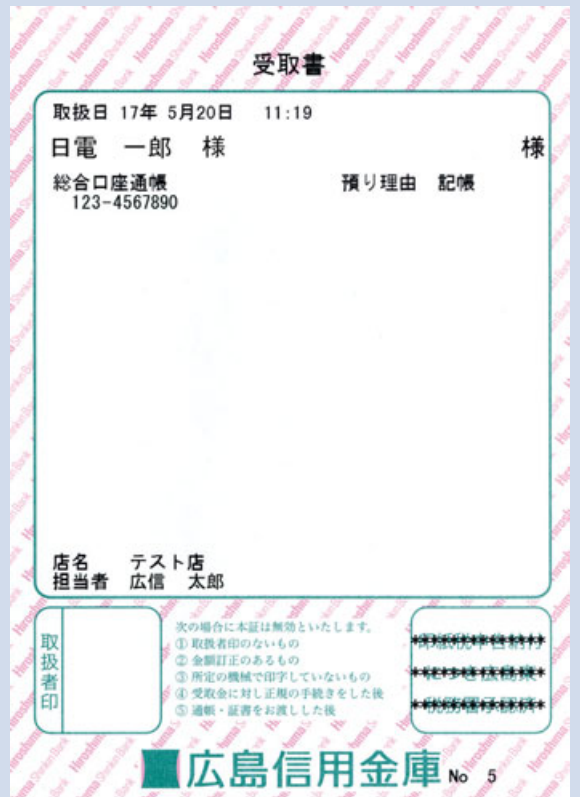 受取書
取扱日 17年 5月20日 11:19
日電 一郎 様 様
総合口座通帳 預り理由 記帳
123-4567890
店名 テスト店
担当者 広信 太郎
取扱者印
次の場合に本証は無効といたします。
① 取扱者印のないもの
② 金額訂正のあるもの
③ 所定の機械で印字していないもの
④ 受取金に対し正規の手続きをした後
⑤ 通帳・証書をお渡しした後
広島信用金庫 No 5